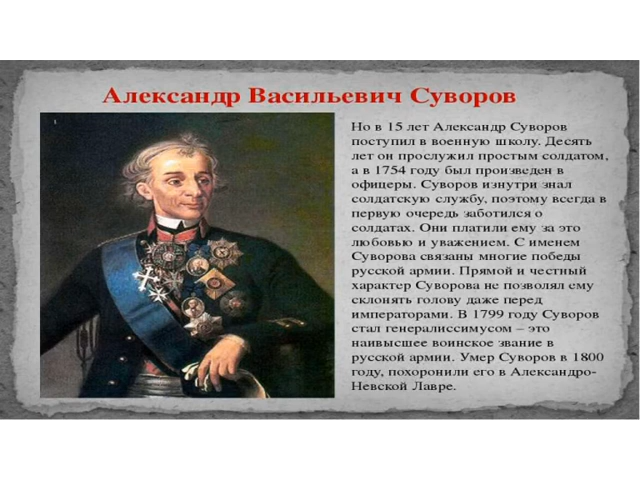 Александр Васильевич Суворов
Но в 15 лет Александр Суворов
поступил в военную школу. Десять
лет он прослужил простым солдатом,
а в 1754 году был произведен в
офицеры. Суворов изнутри знал
солдатскую службу, поэтому всегда в
первую очередь заботился о
солдатах. Они платили ему за это
любовью и уважением. С именем
Суворова связаны многие победы
русской армии. Прямой и честный
характер Суворова не позволял ему
склонять голову даже перед
императорами. В 1799 году Суворов
стал генералиссимусом – это
наивысшее воинское звание в
русской армии. Умер Суворов в 1800
году, похоронили его в Александро-
Невской Лавре.